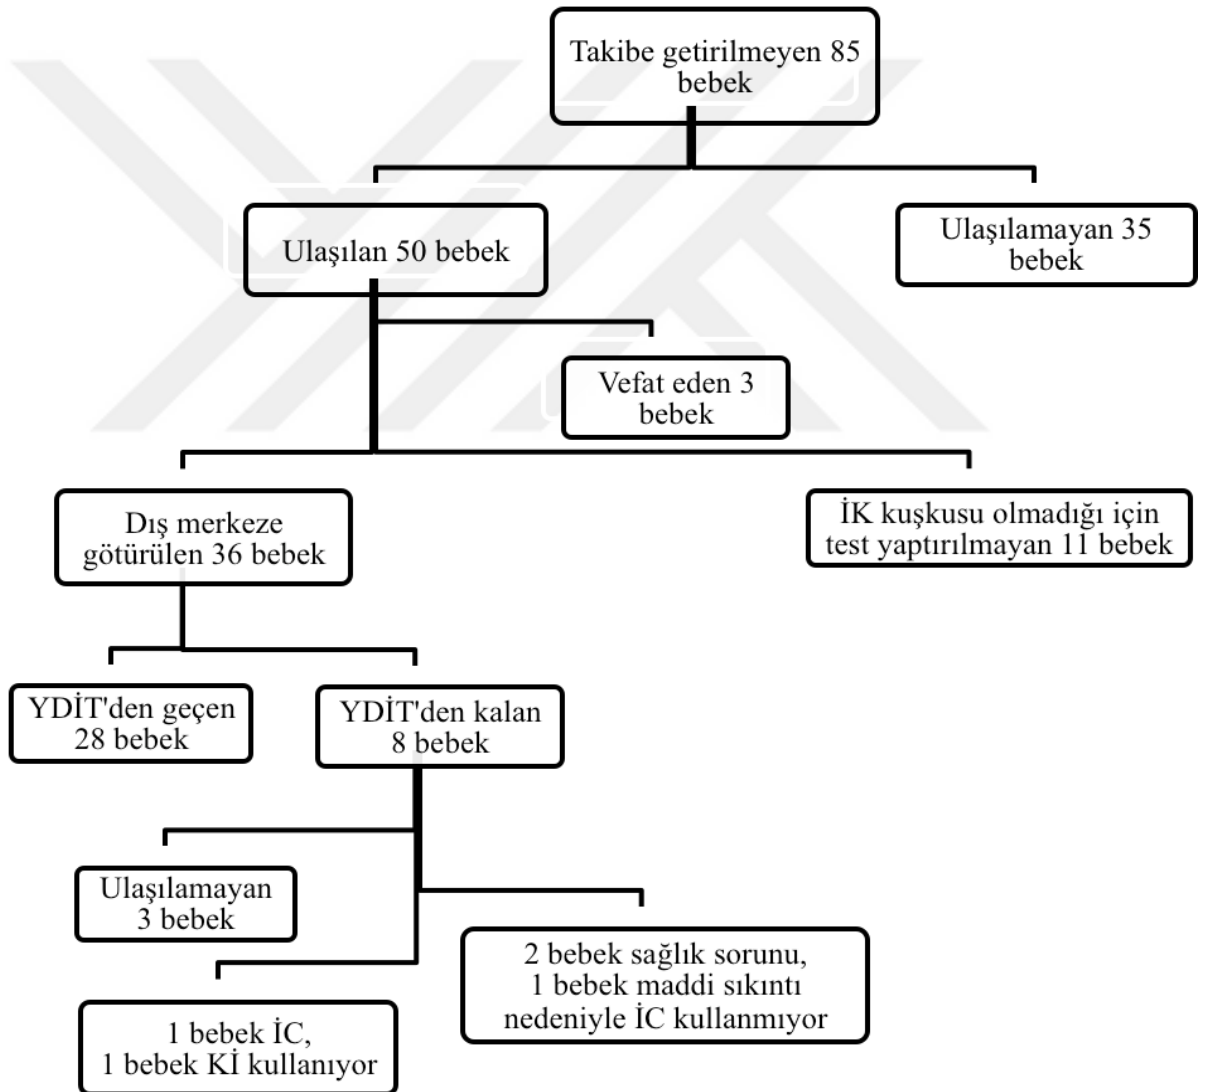 Takibe getirilmeyen 85
bebek
Ulaşılan 50 bebek
Ulaşılamayan 35
bebek
Vefat eden 3
bebek
Dış merkeze
götürülen 36 bebek
İK kuşkusu olmadığı için
test yaptırılmayan 11 bebek
YDİT'den geçen
28 bebek
YDİT'den kalan
8 bebek
Ulaşılamayan
3 bebek
2 bebek sağlık sorunu,
1 bebek maddi sıkıntı
nedeniyle İC kullanmıyor
1 bebek İC,
1 bebek Kİ kullanıyor